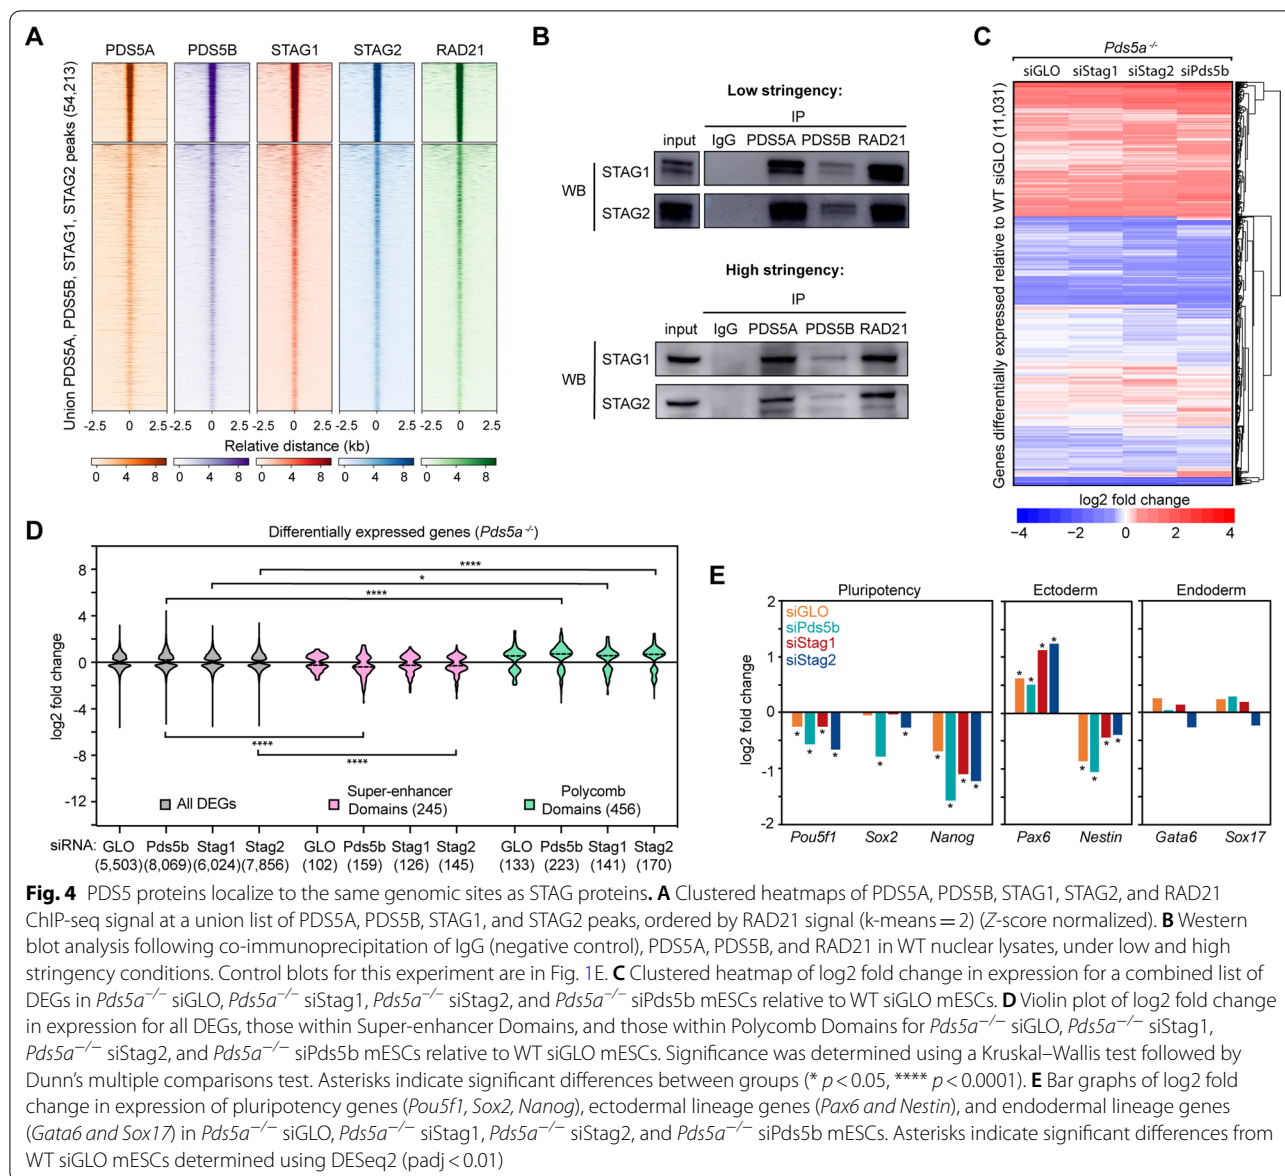 A
PDS5A PDS5B STAG1 STAG2 RAD21
Union PDS5A, PDS5B, STAG1, STAG2 peaks (54,213)
-2.5 0 2.5 -2.5 0 2.5 -2.5 0 2.5 -2.5 0 2.5 -2.5 0 2.5
Relative distance (kb)
0 4 8 0 4 8 0 4 8 0 4 8 0 4 8
B
Low stringency:
IP
input IgG PDS5A PDS5B RAD21
WB
STAG1
STAG2
High stringency:
IP
input IgG PDS5A PDS5B RAD21
WB
STAG1
STAG2
C
Pds5a-/-
siGLO siStag1 siStag2 siPds5b
Genes differentially expressed relative to WT siGLO (11,031)
log2 fold change
−4 −2 0 2 4
D
Differentially expressed genes (Pds5a-/-)
log2 fold change
8
4
0
-4
-8
-12
****
*
****
****
****
All DEGs
Super-enhancer Domains (245)
Polycomb Domains (456)
siRNA: GLO Pds5b Stag1 Stag2 GLO Pds5b Stag1 Stag2 GLO Pds5b Stag1 Stag2
(5,503) (8,069) (6,024) (7,856) (102) (159) (126) (145) (133) (223) (141) (170)
E
Pluripotency Ectoderm Endoderm
siGLO
siPds5b
siStag1
siStag2
log2 fold change
2
1
0
-1
-2
* * * * * * * * * *
* * * * * * * *
Pou5f1 Sox2 Nanog Pax6 Nestin Gata6 Sox17
Fig. 4 PDS5 proteins localize to the same genomic sites as STAG proteins. A Clustered heatmaps of PDS5A, PDS5B, STAG1, STAG2, and RAD21
ChIP-seq signal at a union list of PDS5A, PDS5B, STAG1, and STAG2 peaks, ordered by RAD21 signal (k-means = 2) (Z-score normalized). B Western
blot analysis following co-immunoprecipitation of IgG (negative control), PDS5A, PDS5B, and RAD21 in WT nuclear lysates, under low and high
stringency conditions. Control blots for this experiment are in Fig. 1E. C Clustered heatmap of log2 fold change in expression for a combined list of
DEGs in Pds5a−/− siGLO, Pds5a−/− siStag1, Pds5a−/− siStag2, and Pds5a−/− siPds5b mESCs relative to WT siGLO mESCs. D Violin plot of log2 fold change
in expression for all DEGs, those within Super-enhancer Domains, and those within Polycomb Domains for Pds5a−/− siGLO, Pds5a−/− siStag1,
Pds5a−/− siStag2, and Pds5a−/− siPds5b mESCs relative to WT siGLO mESCs. Significance was determined using a Kruskal–Wallis test followed by
Dunn's multiple comparisons test. Asterisks indicate significant differences between groups (* p < 0.05, **** p < 0.0001). E Bar graphs of log2 fold
change in expression of pluripotency genes (Pou5f1, Sox2, Nanog), ectodermal lineage genes (Pax6 and Nestin), and endodermal lineage genes
(Gata6 and Sox17) in Pds5a−/− siGLO, Pds5a−/− siStag1, Pds5a−/− siStag2, and Pds5a−/− siPds5b mESCs. Asterisks indicate significant differences from
WT siGLO mESCs determined using DESeq2 (padj < 0.01)